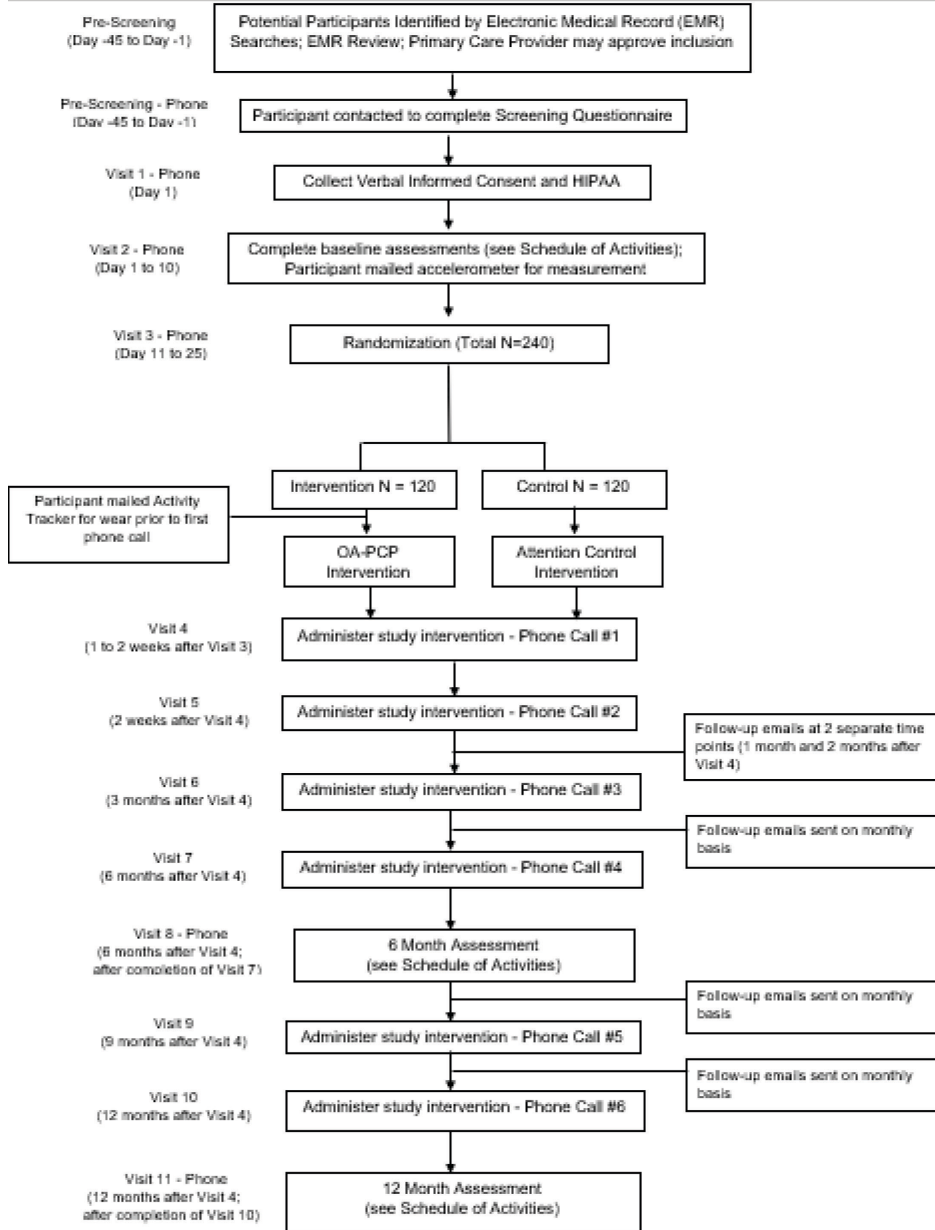 Pre-Screening
(Day -45 to Day -1)
Potential Participants Identified by Electronic Medical Record (EMR)
Searches; EMR Review; Primary Care Provider may approve inclusion
Pre-Screening - Phone
(Day -45 to Day -1)
Participant contacted to complete Screening Questionnaire
Visit 1 - Phone
(Day 1)
Collect Verbal Informed Consent and HIPAA
Visit 2 - Phone
(Day 1 to 10)
Complete baseline assessments (see Schedule of Activities);
Participant mailed accelerometer for measurement
Visit 3 - Phone
(Day 11 to 25)
Randomization (Total N=240)
Intervention N = 120
Control N = 120
Participant mailed Activity
Tracker for wear prior to first
phone call
OA-PCP
Intervention
Attention Control
Intervention
Visit 4
(1 to 2 weeks after Visit 3)
Administer study intervention - Phone Call #1
Visit 5
(2 weeks after Visit 4)
Administer study intervention - Phone Call #2
Follow-up emails at 2 separate time
points (1 month and 2 months after
Visit 4)
Visit 6
(3 months after Visit 4)
Administer study intervention - Phone Call #3
Follow-up emails sent on monthly
basis
Visit 7
(6 months after Visit 4)
Administer study intervention - Phone Call #4
Visit 8 - Phone
(6 months after Visit 4;
after completion of Visit 7)
6 Month Assessment
(see Schedule of Activities)
Follow-up emails sent on monthly
basis
Visit 9
(9 months after Visit 4)
Administer study intervention - Phone Call #5
Follow-up emails sent on monthly
basis
Visit 10
(12 months after Visit 4)
Administer study intervention - Phone Call #6
Visit 11 - Phone
(12 months after Visit 4;
after completion of Visit 10)
12 Month Assessment
(see Schedule of Activities)